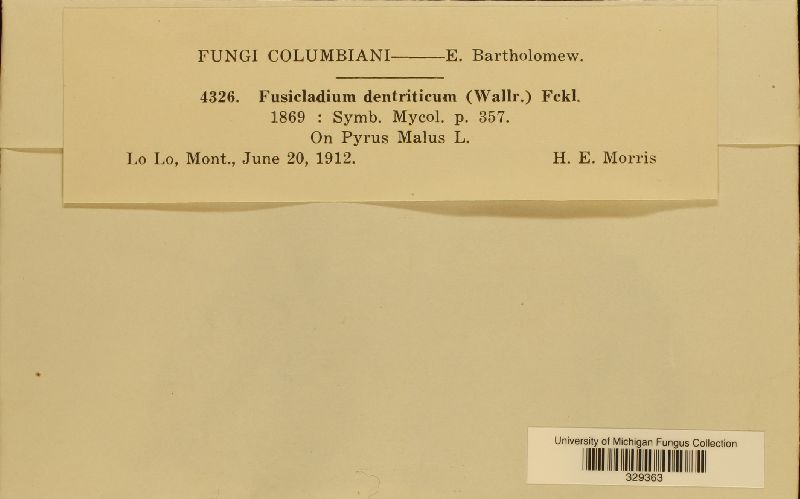 FUNGI COLUMBIANI——E. Bartholomew.
4326. Fusicladium dentriticum (Wallr.) Fckl.
1869 : Symb. Mycol. p. 357.
On Pyrus Malus L.
Lo Lo, Mont., June 20, 1912. H. E. Morris
University of Michigan Fungus Collection
329363